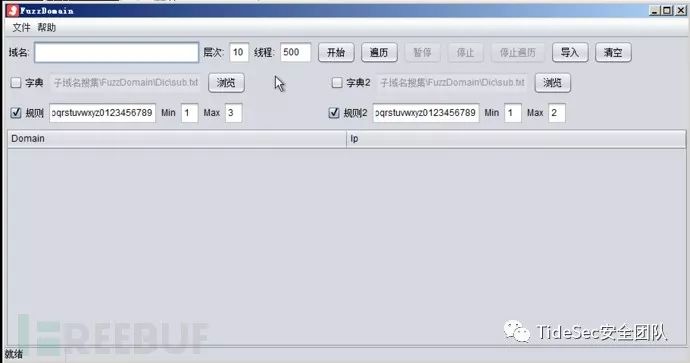 FuzzDomain
文件 帮助
域名: 层次: 10 线程: 500 开始 遍历 暂停 停止 停止遍历 导入 清空
字典 子域名搜集\FuzzDomain\Dic\sub.txt 浏览 字典2 子域名搜集\FuzzDomain\Dic\sub.txt 浏览
规则 pqrstuvwxyz0123456789 Min 1 Max 3 规则2 pqrstuvwxyz0123456789 Min 1 Max 2
Domain Ip
FREEBUF
TideSec安全团队
就绪